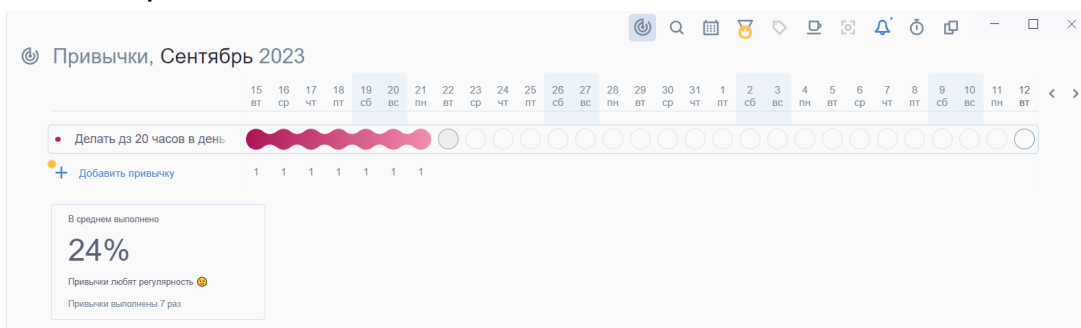 Привычки, Сентябрь 2023
15 16 17 18 19 20 21 22 23 24 25 26 27 28 29 30 31 1 2 3 4 5 6 7 8 9 10 11 12
вт ср чт пт сб вс пн вт ср чт пт сб вс пн вт ср чт пт сб вс пн вт ср чт пт сб вс пн вт
Делать дз 20 часов в день
Добавить привычку 1 1 1 1 1 1 1
В среднем выполнено
24%
Привычки любят регулярность
Привычки выполнены 7 раз